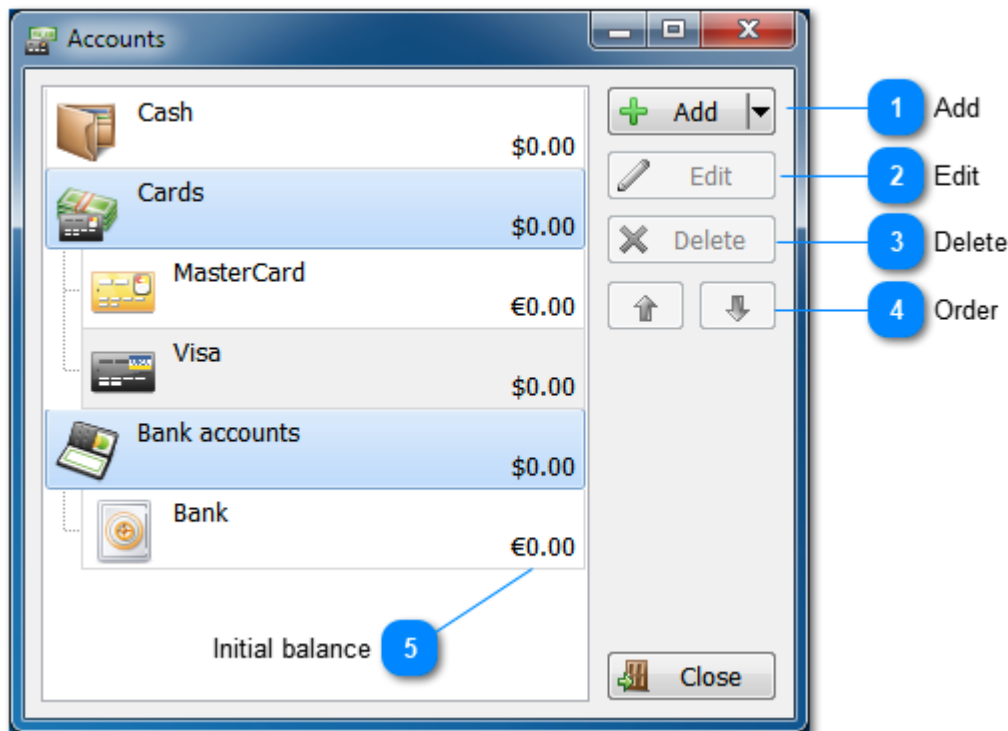 Accounts
Cash
$0.00
Cards
$0.00
MasterCard
€0.00
Visa
$0.00
Bank accounts
$0.00
Bank
€0.00
Add
Edit
Delete
Close
1 Add
2 Edit
3 Delete
4 Order
Initial balance 5